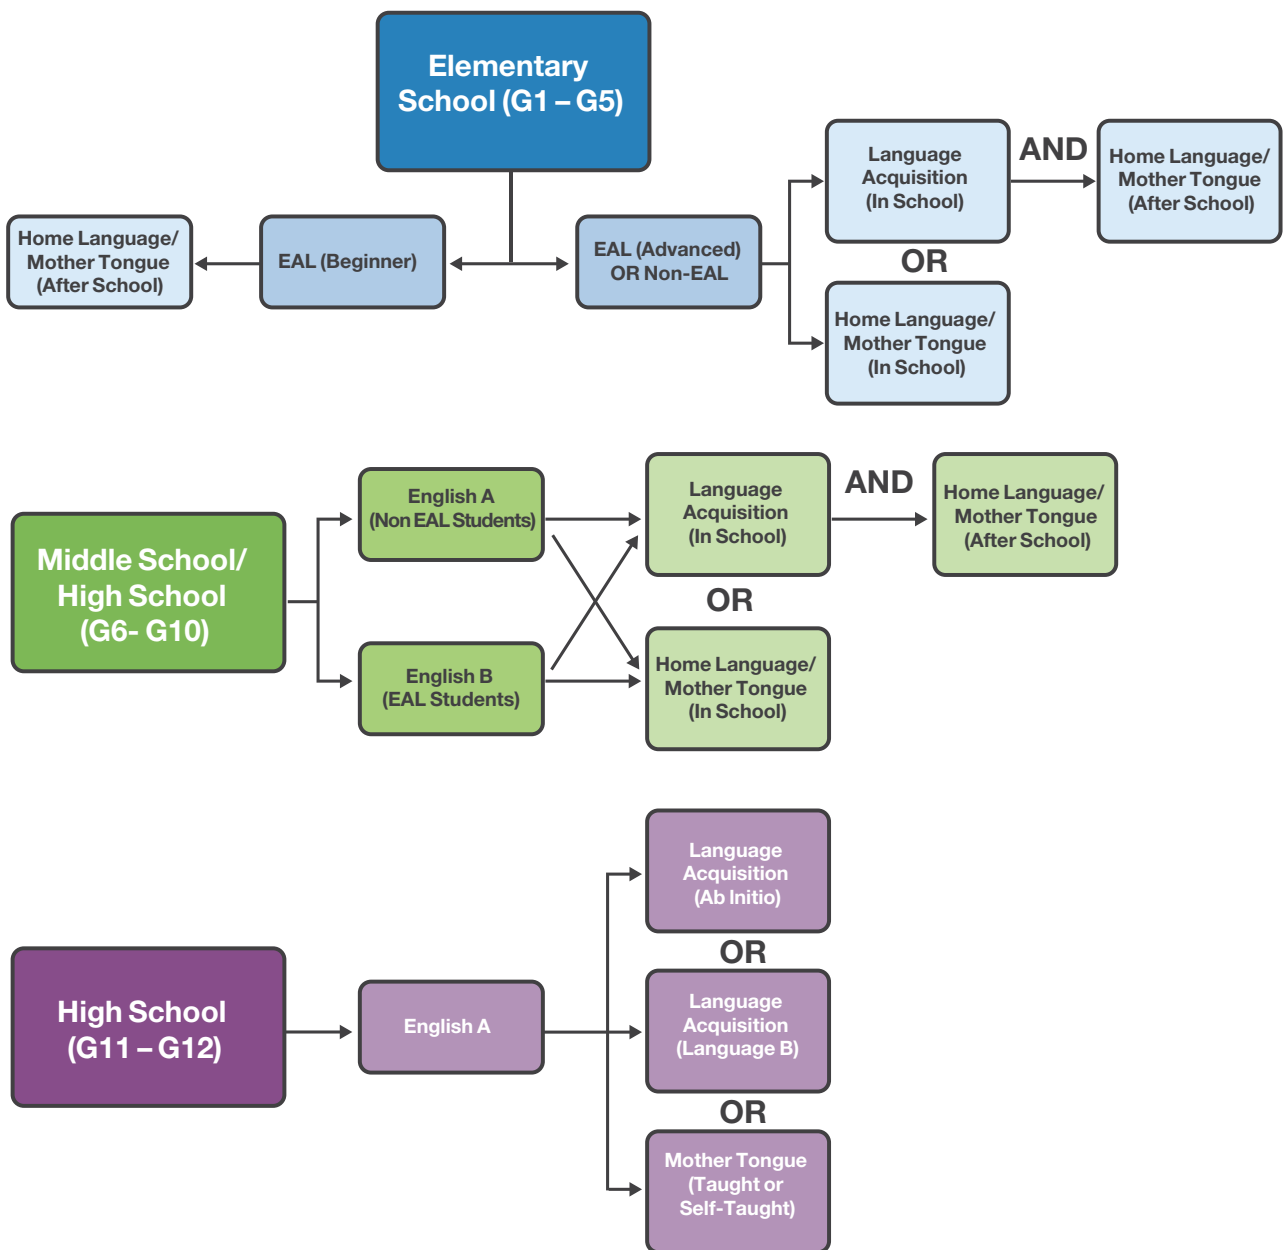 Elementary
School (G1 – G5)
Language
Acquisition
(In School)
AND
Home Language/
Mother Tongue
(After School)
Home Language/
Mother Tongue
(After School)
EAL (Beginner)
EAL (Advanced)
OR Non-EAL
OR
Home Language/
Mother Tongue
(In School)
Middle School/
High School
(G6- G10)
English A
(Non EAL Students)
Language
Acquisition
(In School)
AND
Home Language/
Mother Tongue
(After School)
OR
English B
(EAL Students)
Home Language/
Mother Tongue
(In School)
High School
(G11 – G12)
English A
Language
Acquisition
(Ab Initio)
OR
Language
Acquisition
(Language B)
OR
Mother Tongue
(Taught or
Self-Taught)